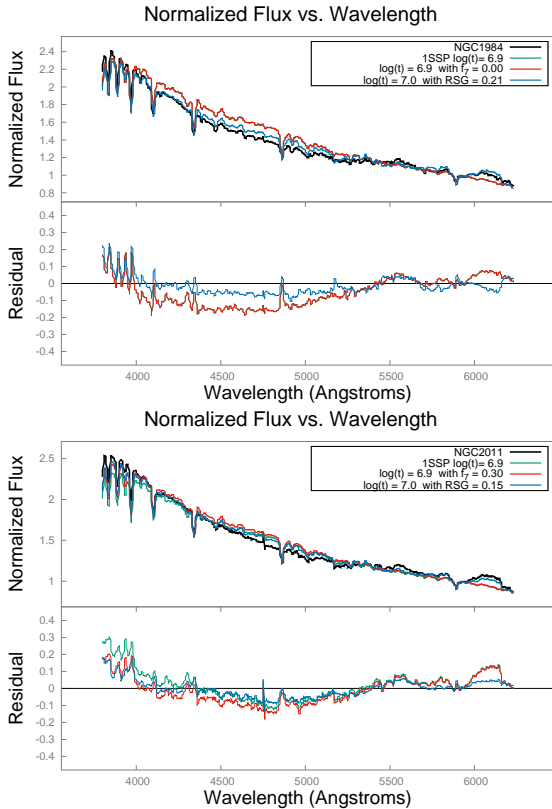 Normalized Flux vs. Wavelength
Normalized Flux
2.4
2.2
2
1.8
1.6
1.4
1.2
1
0.8
NGC1984
1SSP log(t)= 6.9
log(t) = 6.9 with f7 = 0.00
log(t) = 7.0 with RSG = 0.21
Residual
0.4
0.3
0.2
0.1
0
-0.1
-0.2
-0.3
-0.4
4000 4500 5000 5500 6000
Wavelength (Angstroms)
Normalized Flux vs. Wavelength
Normalized Flux
2.5
2
1.5
1
NGC2011
1SSP log(t)= 6.9
log(t) = 6.9 with f7 = 0.30
log(t) = 7.0 with RSG = 0.15
Residual
0.4
0.3
0.2
0.1
0
-0.1
-0.2
-0.3
-0.4
4000 4500 5000 5500 6000
Wavelength (Angstroms)